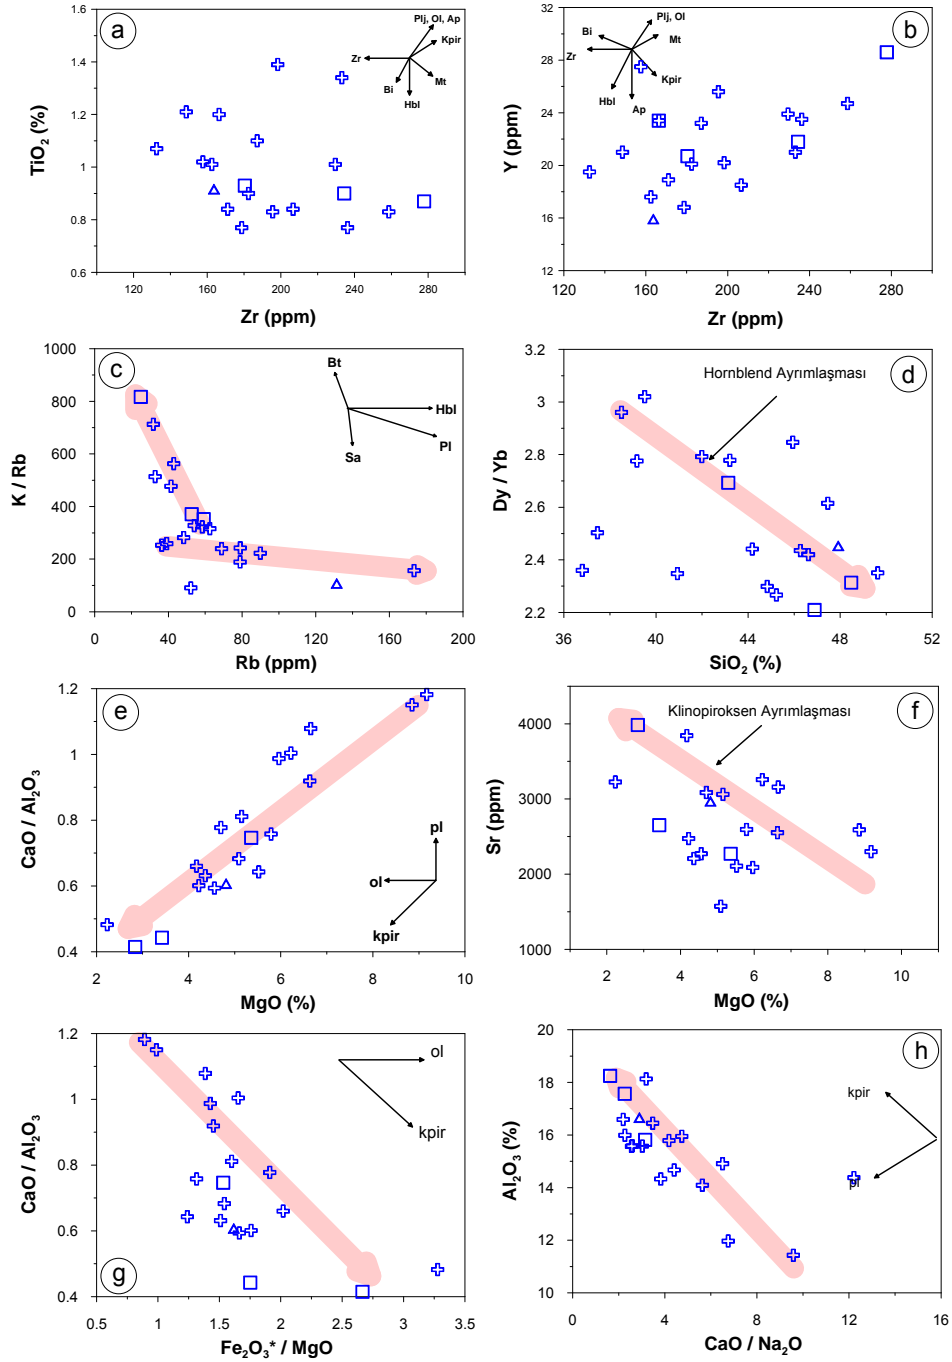 a
1.6
1.4
1.2
1.0
0.8
0.6
TiO2 (%)
120
160
200
240
280
Zr (ppm)
Plj, Ol, Ap
Kpir
Zr
Bi
Mt
Hbl
b
32
28
24
20
16
12
Y (ppm)
120
160
200
240
280
Zr (ppm)
Plj, Ol
Bi
Mt
Zr
Kpir
Hbl
Ap
c
1000
800
600
400
200
0
K / Rb
0
40
80
120
160
200
Rb (ppm)
Bt
Hbl
Pl
Sa
d
3.2
3
2.8
2.6
2.4
2.2
Dy / Yb
36
40
44
48
52
SiO2 (%)
Hornblend Ayrımlaşması
e
1.2
1
0.8
0.6
0.4
CaO / Al2O3
2
4
6
8
10
MgO (%)
pl
ol
kpir
f
4000
3000
2000
1000
Sr (ppm)
2
4
6
8
10
MgO (%)
Klinopiroksen Ayrımlaşması
g
1.2
1
0.8
0.6
0.4
CaO / Al2O3
0.5
1
1.5
2
2.5
3
3.5
Fe2O3* / MgO
ol
kpir
h
20
18
16
14
12
10
Al2O3 (%)
0
4
8
12
16
CaO / Na2O
kpir
pl